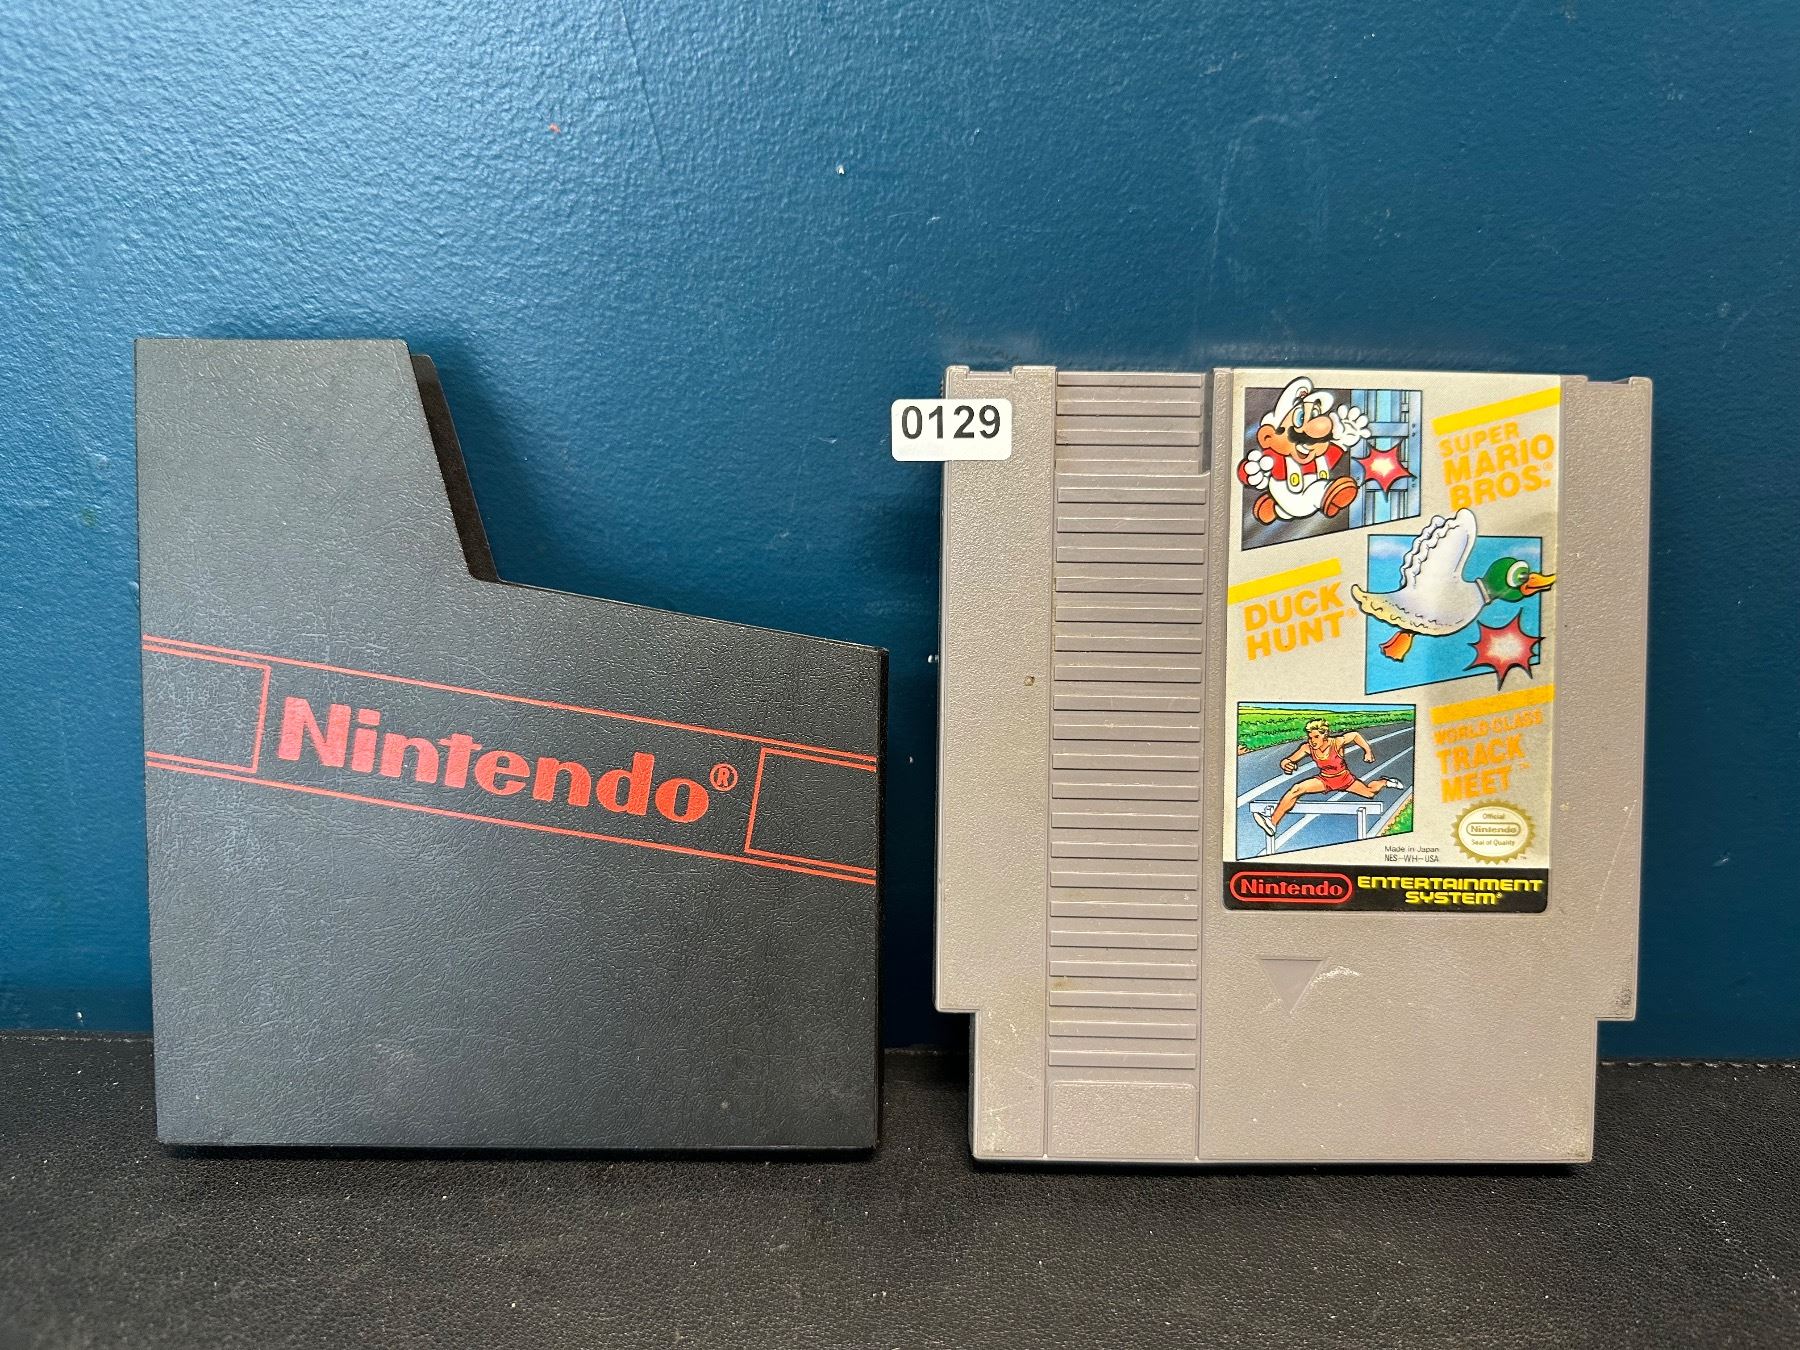 Nintendo®
0129
SUPER
MARIO
BROS.®
DUCK
HUNT®
WORLD-CLASS
TRACK
MEET™
Official
Nintendo
Seal of Quality
Made in Japan
NES-WH-USA
Nintendo
ENTERTAINMENT
SYSTEM®